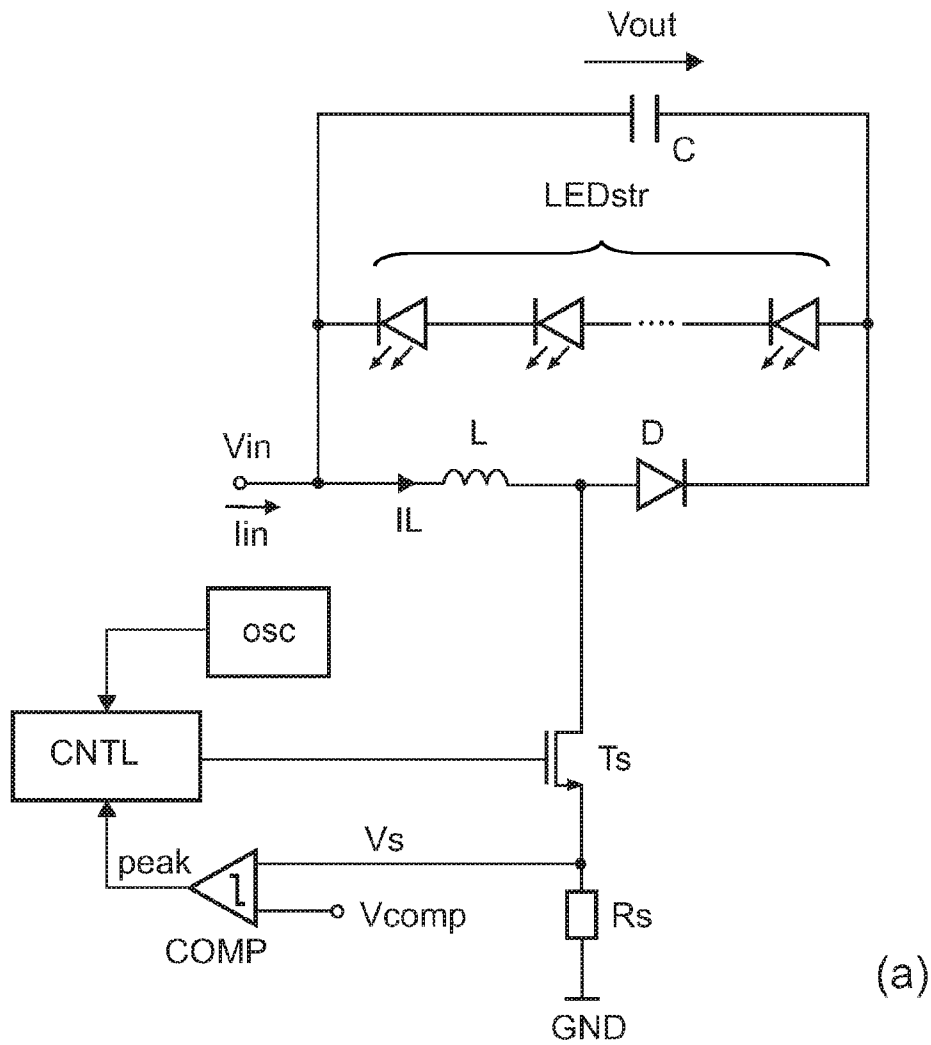 Vout
C
LEDstr
....
Vin
L
D
Iin
IL
osc
CNTL
Ts
Vs
peak
Vcomp
COMP
Rs
GND
(a)